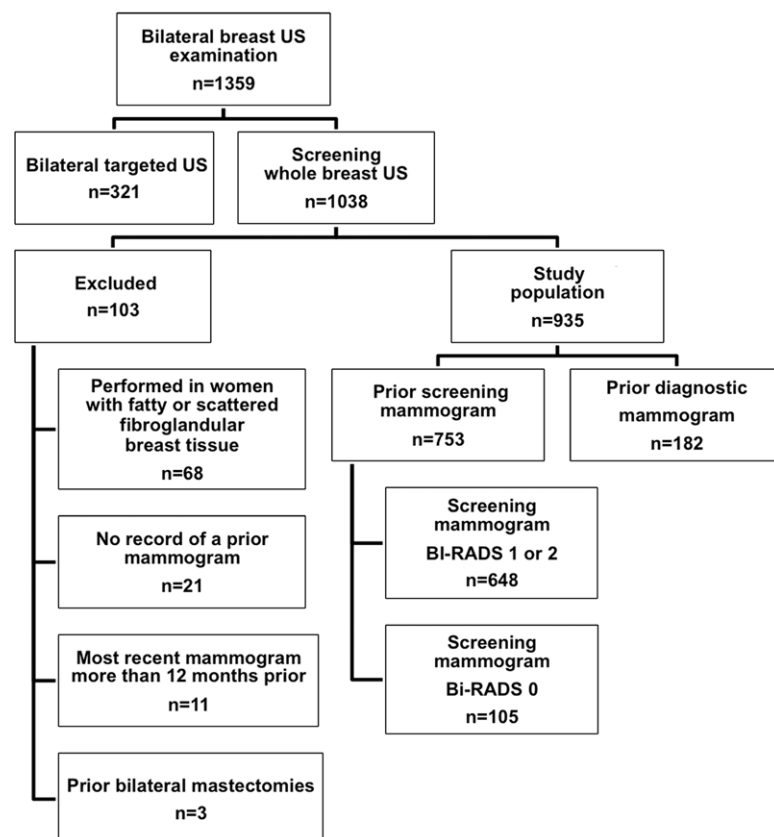 Bilateral breast US
examination
n=1359
Bilateral targeted US
n=321
Screening
whole breast US
n=1038
Excluded
n=103
Study
population
n=935
Performed in women
with fatty or scattered
fibroglandular
breast tissue
n=68
No record of a prior
mammogram
n=21
Most recent mammogram
more than 12 months prior
n=11
Prior bilateral mastectomies
n=3
Prior screening
mammogram
n=753
Prior diagnostic
mammogram
n=182
Screening
mammogram
BI-RADS 1 or 2
n=648
Screening
mammogram
Bi-RADS 0
n=105